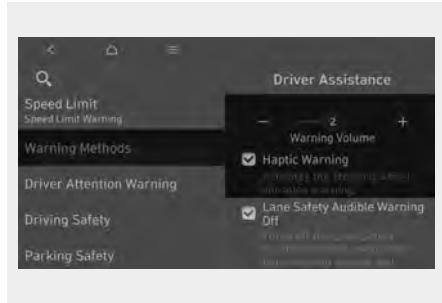 Driver Assistance
Speed Limit
Speed Limit Warning
Warning Methods
Driver Attention Warning
Driving Safety
Parking Safety
− 2 +
Warning Volume
Haptic Warning
Lane Safety Audible Warning
Off